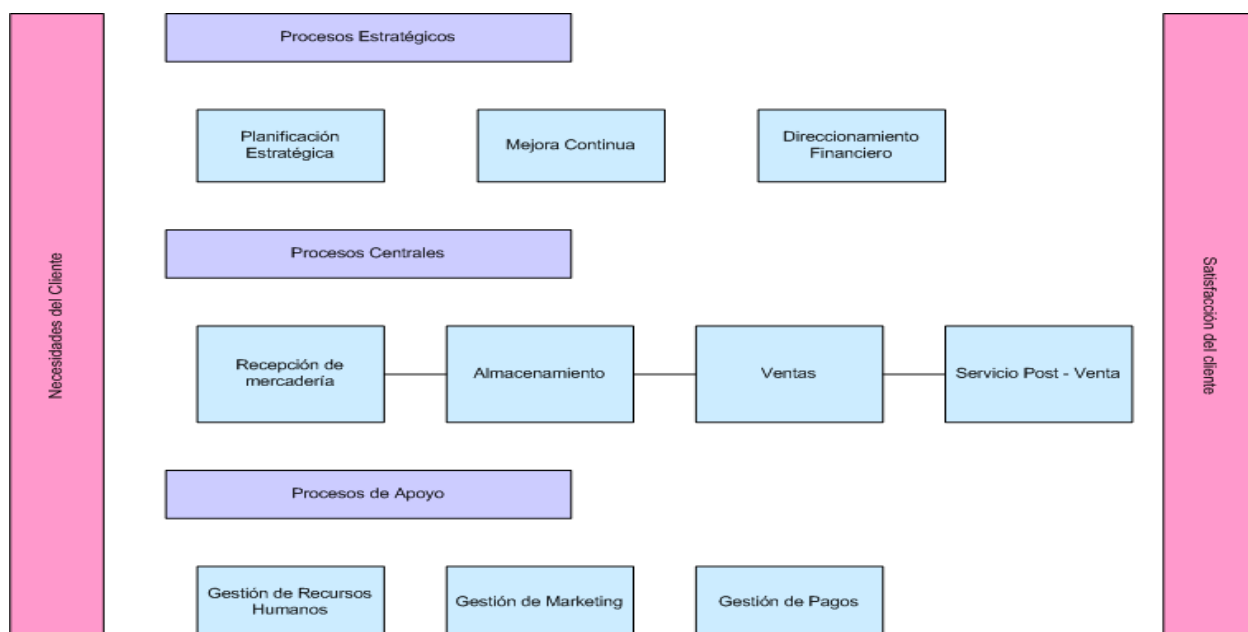 Necesidades del Cliente
Procesos Estratégicos
Planificación
Estratégica
Mejora Continua
Direccionamiento
Financiero
Procesos Centrales
Recepción de
mercadería
Almacenamiento
Ventas
Servicio Post - Venta
Procesos de Apoyo
Gestión de Recursos
Humanos
Gestión de Marketing
Gestión de Pagos
Satisfacción del cliente